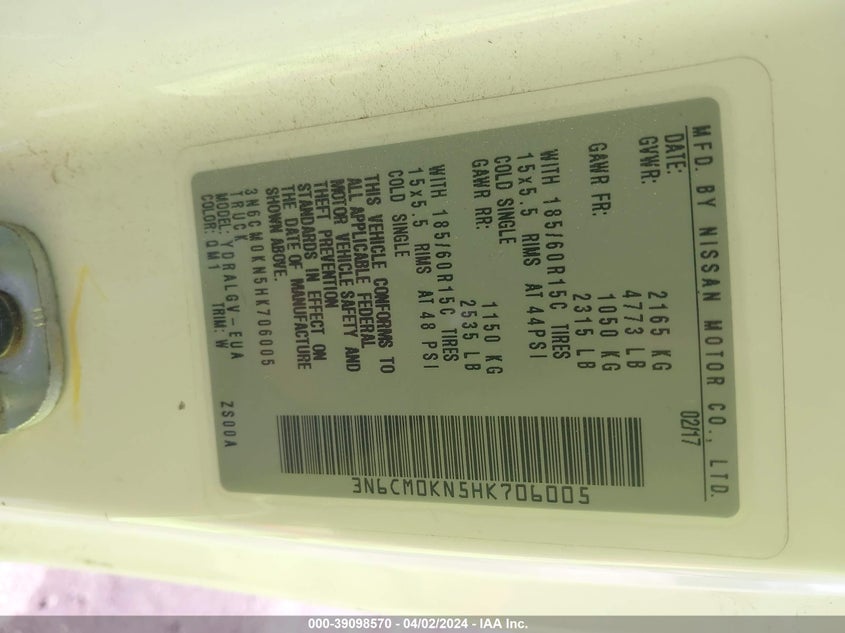 MFD. BY NISSAN MOTOR CO., LTD.
DATE: 02/17
GVWR: 2165 KG
4773 LB
GAWR FR: 1050 KG
2315 LB
WITH 185/60R15C TIRES
15x5.5 RIMS AT 44PSI
COLD SINGLE
GAWR RR: 1150 KG
2535 LB
WITH 185/60R15C TIRES
15x5.5 RIMS AT 48 PSI
COLD SINGLE
THIS VEHICLE CONFORMS TO
ALL APPLICABLE FEDERAL
MOTOR VEHICLE SAFETY AND
THEFT PREVENTION
STANDARDS IN EFFECT ON
THE DATE OF MANUFACTURE
SHOWN ABOVE.
3N6CM0KN5HK706005
TRUCK
MODEL: YDRALGV-EUA
COLOR: QM1 TRIM: W ZS00A
3N6CM0KN5HK706005
000-39098570 - 04/02/2024 - IAA Inc.